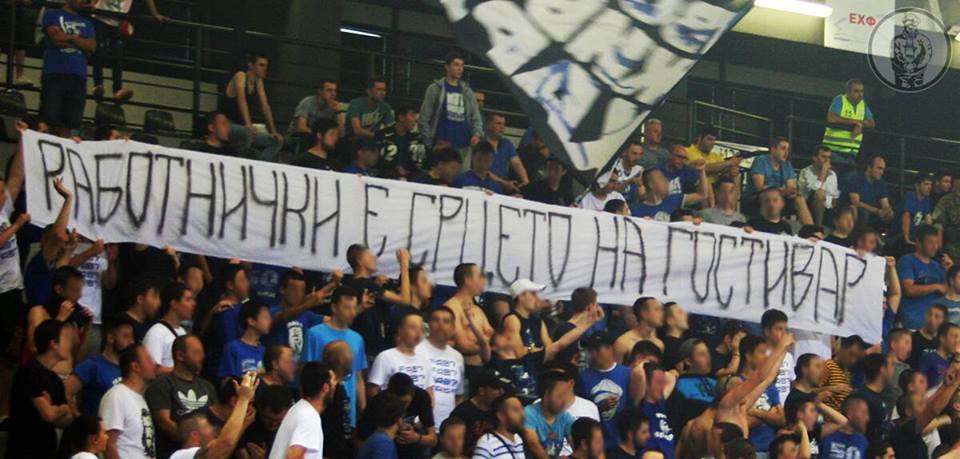 ЕХФ
РАБОТНИЧКИ Е СРЦЕТО НА ГОСТИВАР